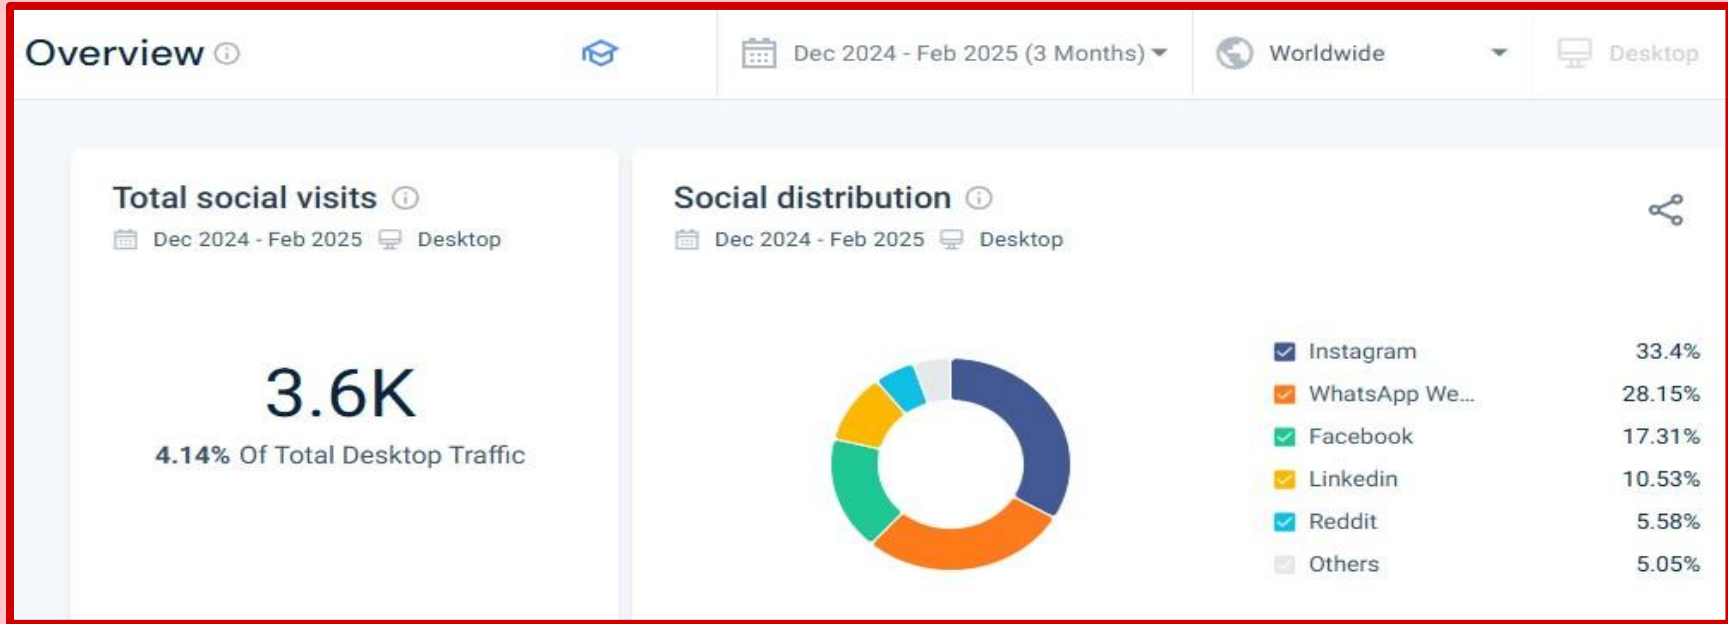 Overview
Dec 2024 - Feb 2025 (3 Months)
Worldwide
Desktop
Total social visits
Dec 2024 - Feb 2025 Desktop
3.6K
4.14% Of Total Desktop Traffic
Social distribution
Dec 2024 - Feb 2025 Desktop
Instagram 33.4%
WhatsApp We... 28.15%
Facebook 17.31%
Linkedin 10.53%
Reddit 5.58%
Others 5.05%